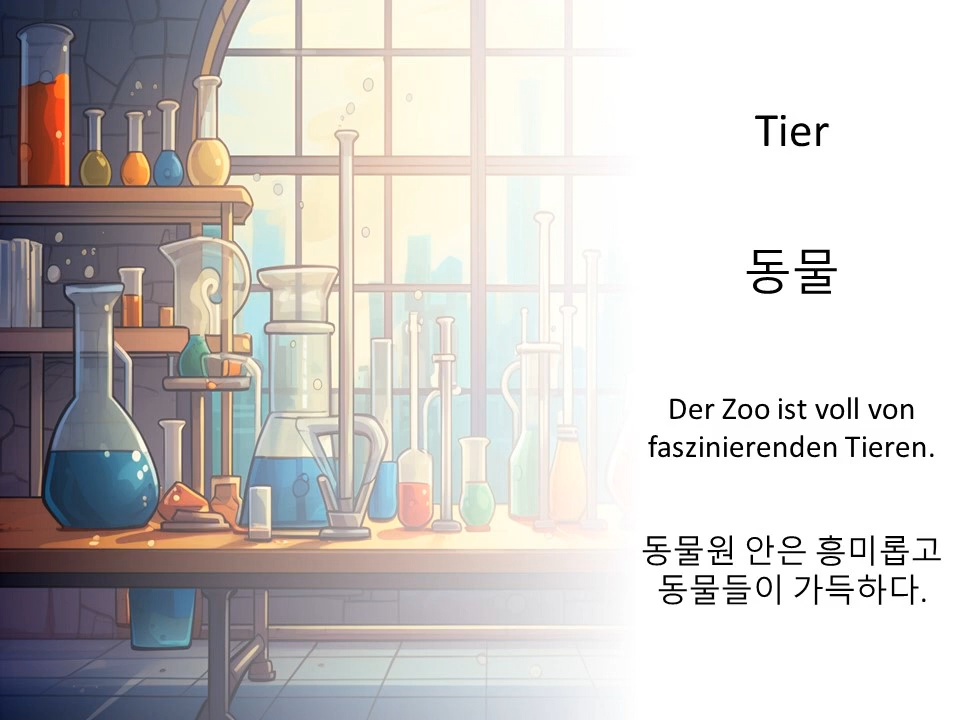 Tier
동물
Der Zoo ist voll von
faszinierenden Tieren.
동물원 안은 흥미롭고
동물들이 가득하다.